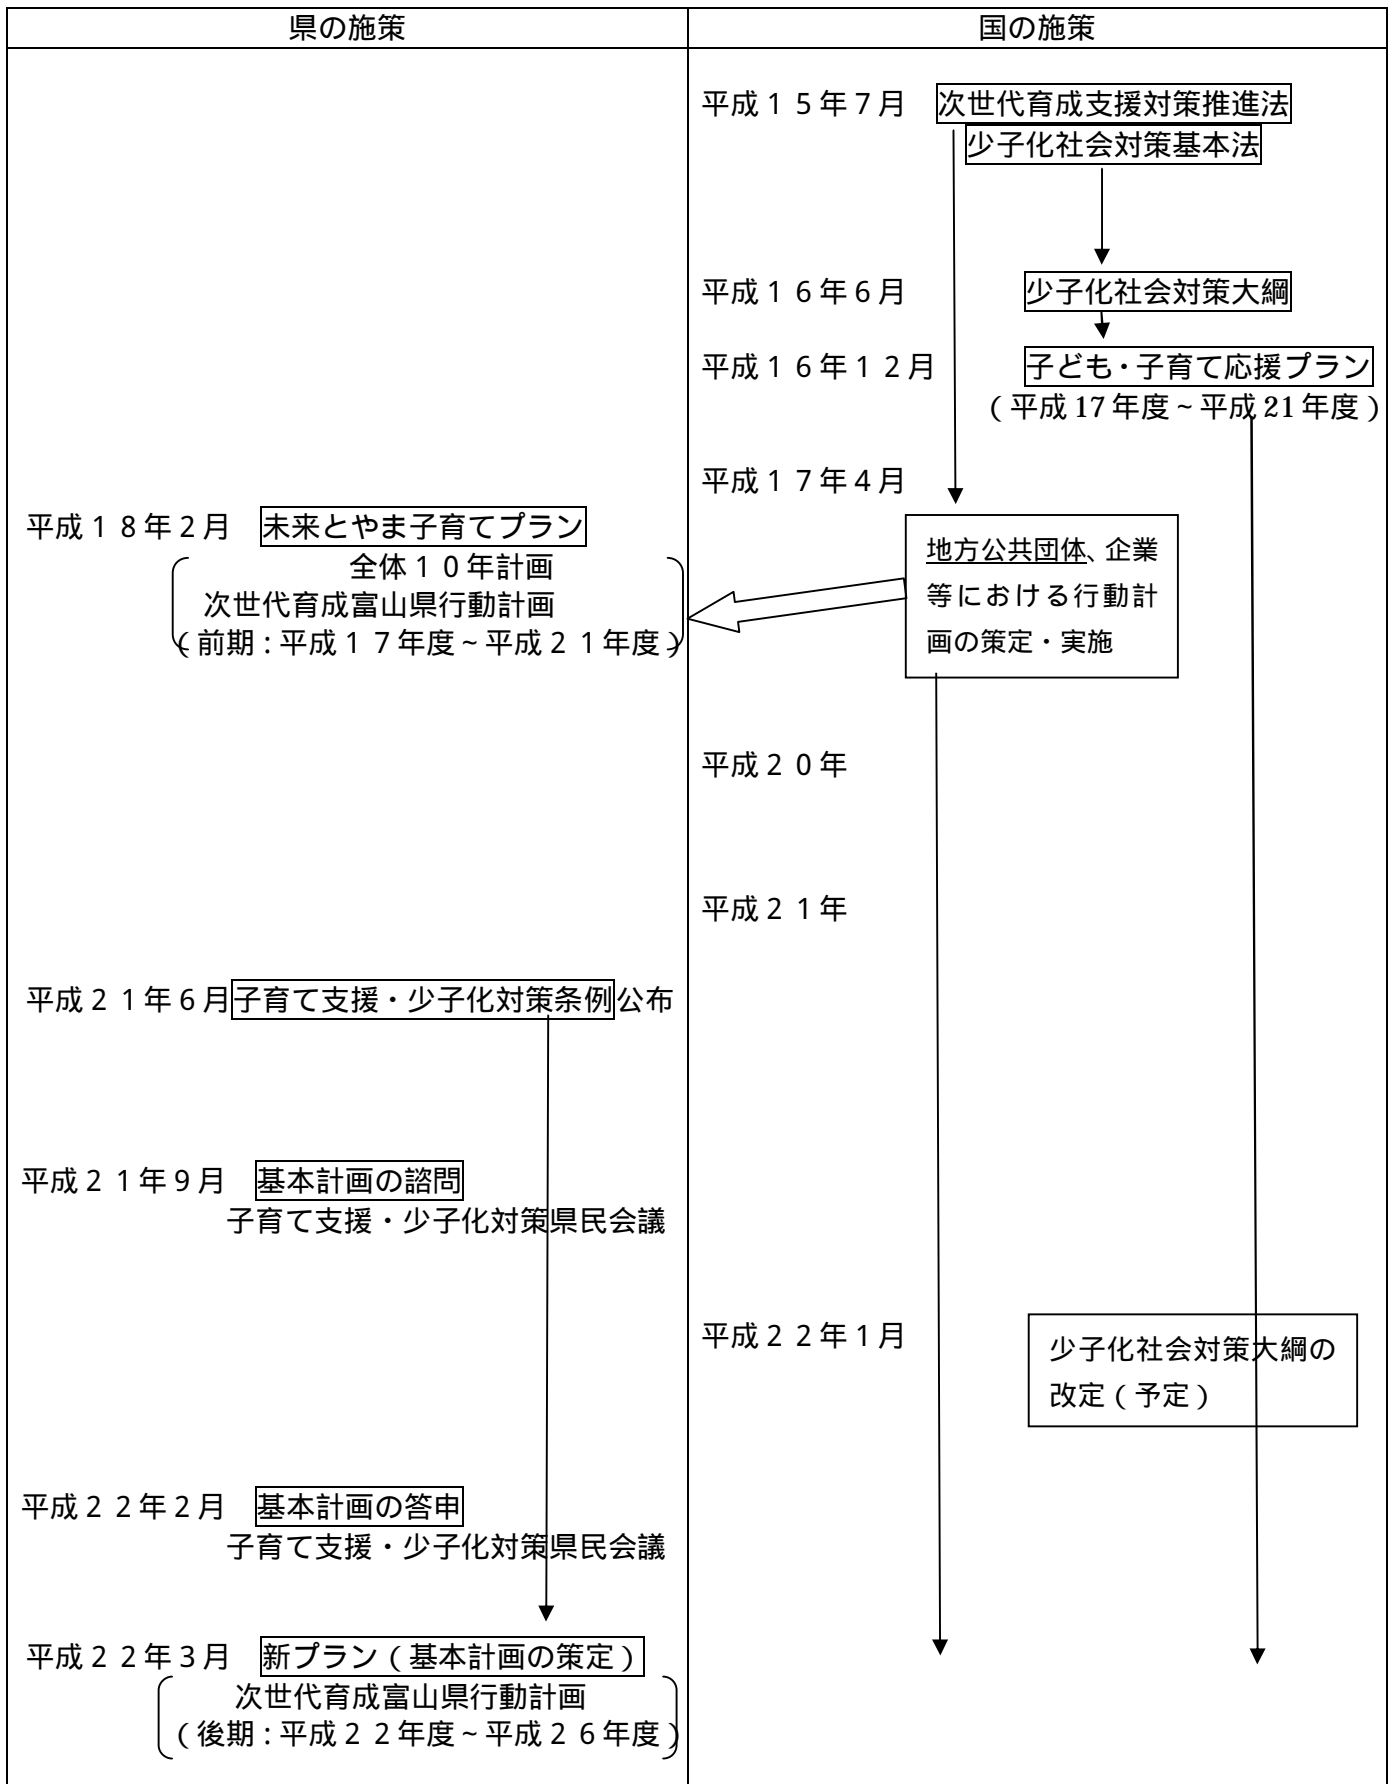 県の施策
国の施策
平成１５年７月　次世代育成支援対策推進法
少子化社会対策基本法
平成１６年６月　少子化社会対策大綱
平成１６年１２月　子ども・子育て応援プラン
（平成17年度～平成21年度）
平成１７年４月
地方公共団体、企業
等における行動計
画の策定・実施
平成１８年２月　未来とやま子育てプラン
全体１０年計画
次世代育成富山県行動計画
（前期：平成１７年度～平成２１年度）
平成２０年
平成２１年
平成２１年６月子育て支援・少子化対策条例公布
平成２１年９月　基本計画の諮問
子育て支援・少子化対策県民会議
平成２２年１月
少子化社会対策大綱の
改定（予定）
平成２２年２月　基本計画の答申
子育て支援・少子化対策県民会議
平成２２年３月　新プラン（基本計画の策定）
次世代育成富山県行動計画
（後期：平成２２年度～平成２６年度）